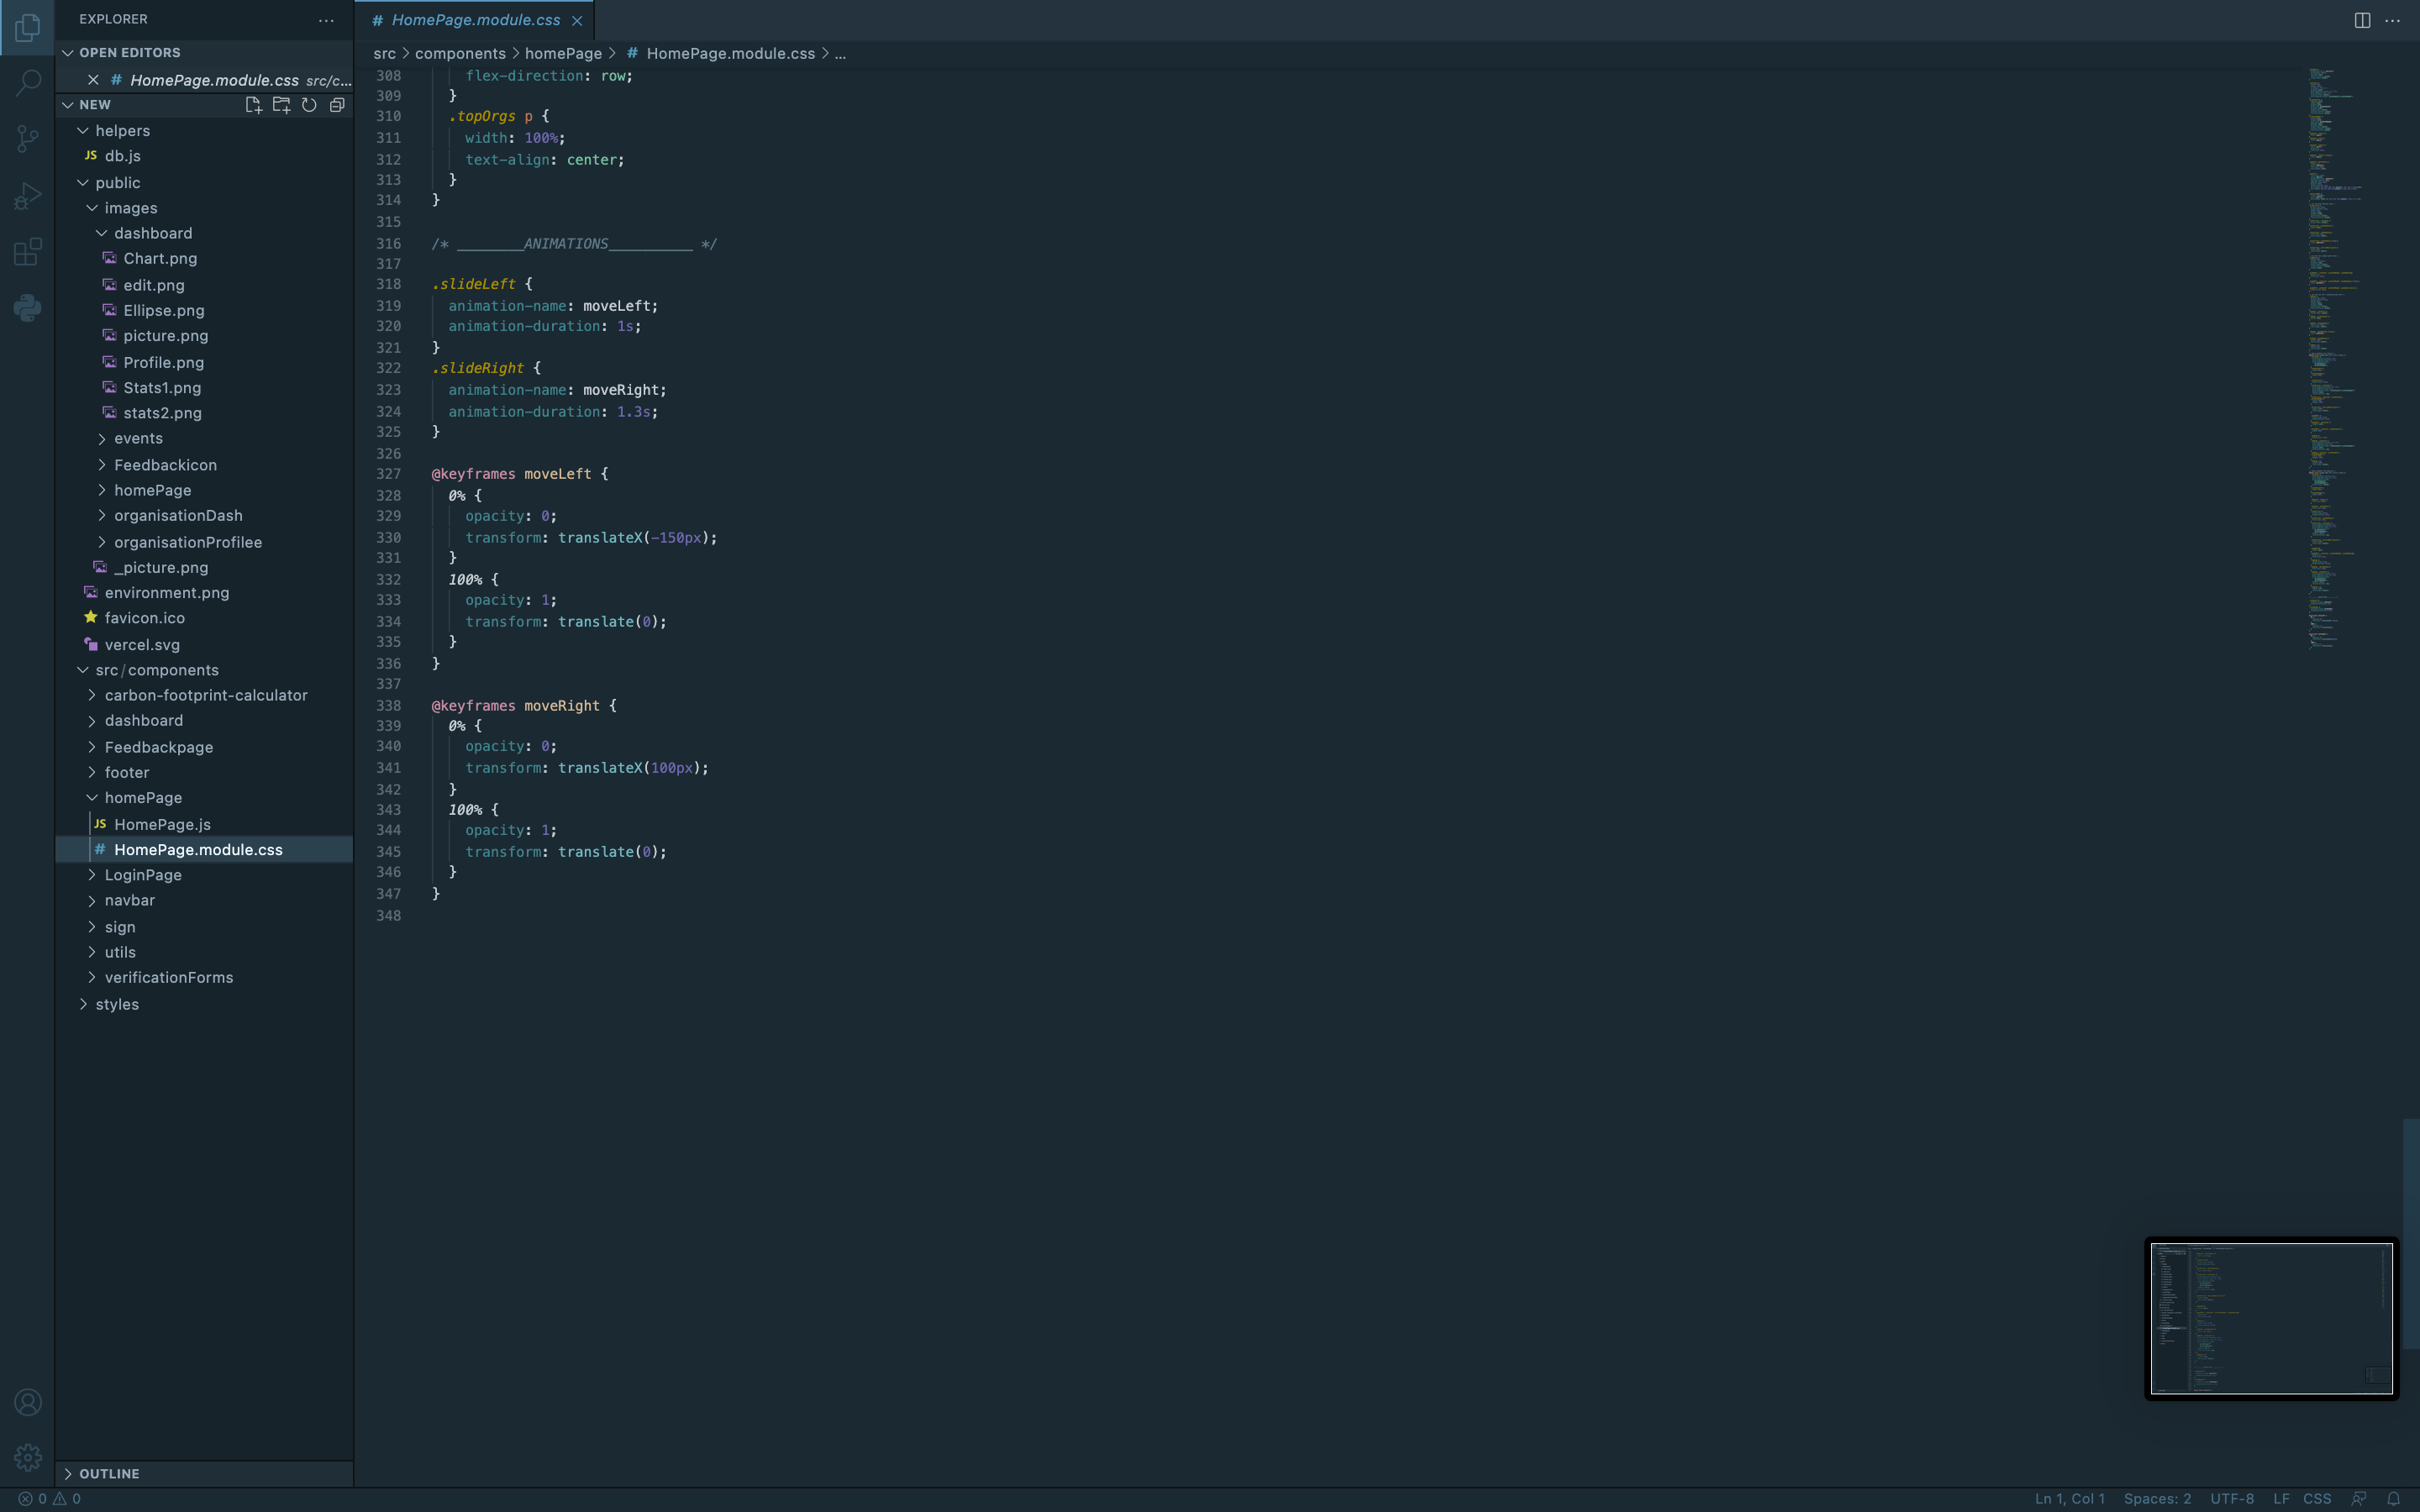 EXPLORER
OPEN EDITORS
# HomePage.module.css src/c...
NEW
helpers
JS db.js
public
images
dashboard
Chart.png
edit.png
Ellipse.png
picture.png
Profile.png
Stats1.png
stats2.png
events
Feedbackicon
homePage
organisationDash
organisationProfilee
_picture.png
environment.png
favicon.ico
vercel.svg
src/components
carbon-footprint-calculator
dashboard
Feedbackpage
footer
homePage
JS HomePage.js
# HomePage.module.css
LoginPage
navbar
sign
utils
verificationForms
styles
OUTLINE
# HomePage.module.css
src > components > homePage > # HomePage.module.css > ...
308 flex-direction: row;
309 }
310 .topOrgs p {
311 width: 100%;
312 text-align: center;
313 }
314 }
315
316 /* ________ANIMATIONS__________ */
317
318 .slideLeft {
319 animation-name: moveLeft;
320 animation-duration: 1s;
321 }
322 .slideRight {
323 animation-name: moveRight;
324 animation-duration: 1.3s;
325 }
326
327 @keyframes moveLeft {
328 0% {
329 opacity: 0;
330 transform: translateX(-150px);
331 }
332 100% {
333 opacity: 1;
334 transform: translate(0);
335 }
336 }
337
338 @keyframes moveRight {
339 0% {
340 opacity: 0;
341 transform: translateX(100px);
342 }
343 100% {
344 opacity: 1;
345 transform: translate(0);
346 }
347 }
348
0 0
Ln 1, Col 1 Spaces: 2 UTF-8 LF CSS